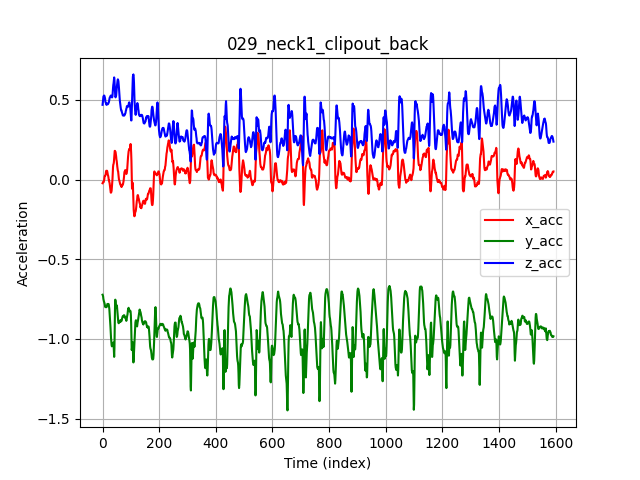 029_neck1_clipout_back
Acceleration
0.5
0.0
−0.5
−1.0
−1.5
x_acc
y_acc
z_acc
0 200 400 600 800 1000 1200 1400 1600
Time (index)